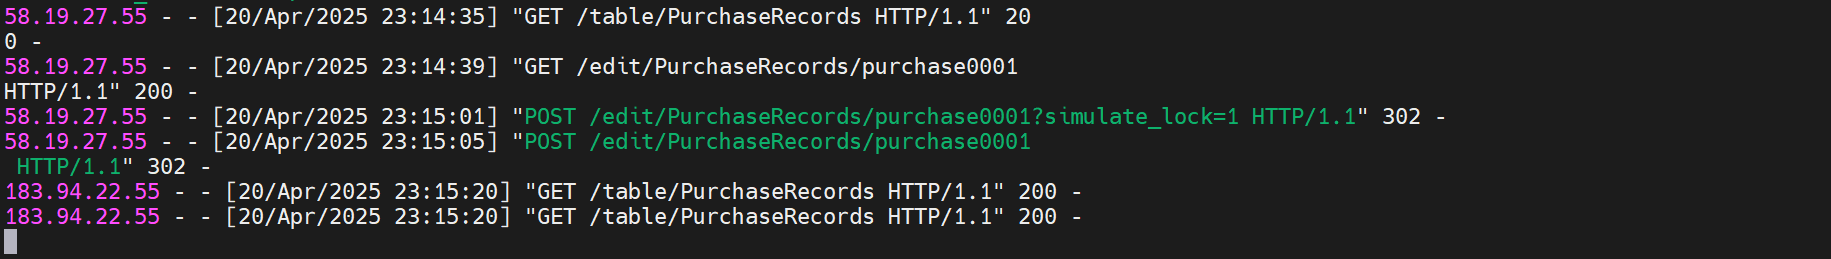 58.19.27.55 - - [20/Apr/2025 23:14:35] "GET /table/PurchaseRecords HTTP/1.1" 20
0 -
58.19.27.55 - - [20/Apr/2025 23:14:39] "GET /edit/PurchaseRecords/purchase0001
HTTP/1.1" 200 -
58.19.27.55 - - [20/Apr/2025 23:15:01] "POST /edit/PurchaseRecords/purchase0001?simulate_lock=1 HTTP/1.1" 302 -
58.19.27.55 - - [20/Apr/2025 23:15:05] "POST /edit/PurchaseRecords/purchase0001
 HTTP/1.1" 302 -
183.94.22.55 - - [20/Apr/2025 23:15:20] "GET /table/PurchaseRecords HTTP/1.1" 200 -
183.94.22.55 - - [20/Apr/2025 23:15:20] "GET /table/PurchaseRecords HTTP/1.1" 200 -